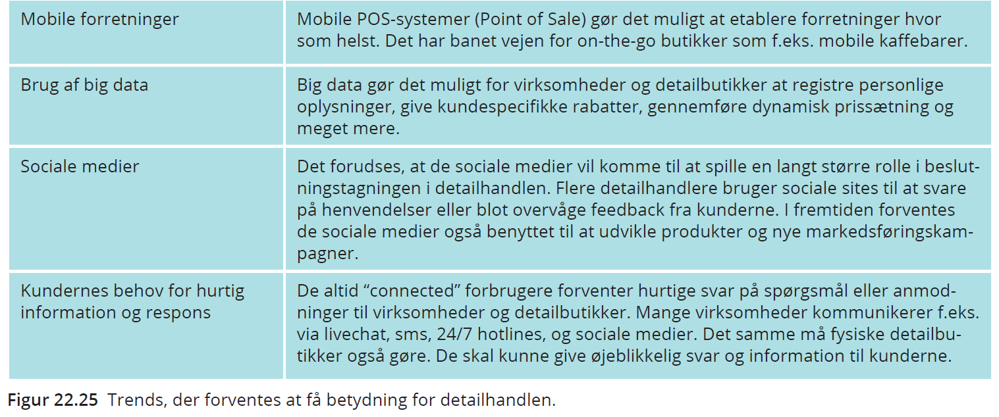 Mobile forretninger
Mobile POS-systemer (Point of Sale) gør det muligt at etablere forretninger hvor
som helst. Det har banet vejen for on-the-go butikker som f.eks. mobile kaffebarer.
Brug af big data
Big data gør det muligt for virksomheder og detailbutikker at registre personlige
oplysninger, give kundespecifikke rabatter, gennemføre dynamisk prissætning og
meget mere.
Sociale medier
Det forudses, at de sociale medier vil komme til at spille en langt større rolle i beslut-
ningstagningen i detailhandlen. Flere detailhandlere bruger sociale sites til at svare
på henvendelser eller blot overvåge feedback fra kunderne. I fremtiden forventes
de sociale medier også benyttet til at udvikle produkter og nye markedsføringskam-
pagner.
Kundernes behov for hurtig
information og respons
De altid “connected” forbrugere forventer hurtige svar på spørgsmål eller anmod-
ninger til virksomheder og detailbutikker. Mange virksomheder kommunikerer f.eks.
via livechat, sms, 24/7 hotlines, og sociale medier. Det samme må fysiske detailbu-
tikker også gøre. De skal kunne give øjeblikkelig svar og information til kunderne.
Figur 22.25 Trends, der forventes at få betydning for detailhandlen.